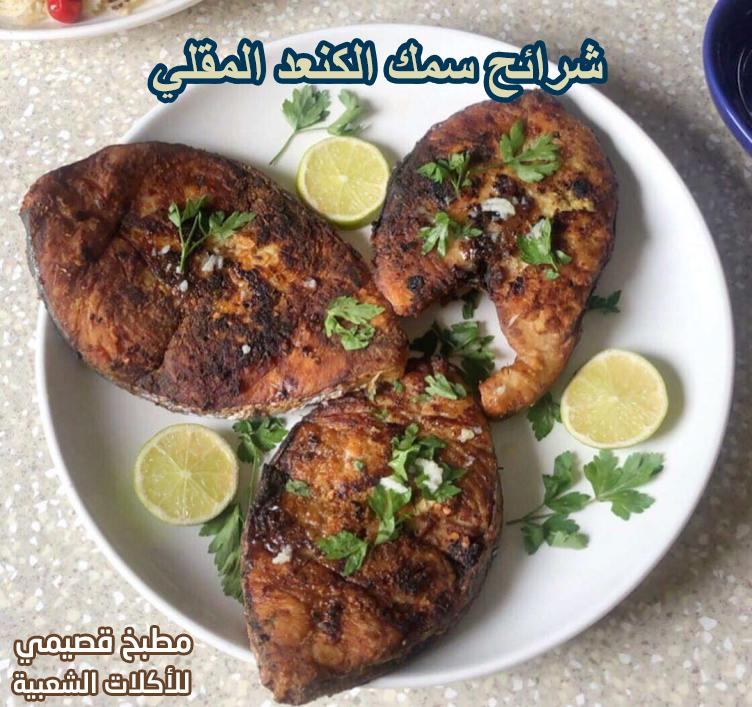 شرائح سمك الكنعد المقلي
مطبخ قصيمي
للأكلات الشعبية